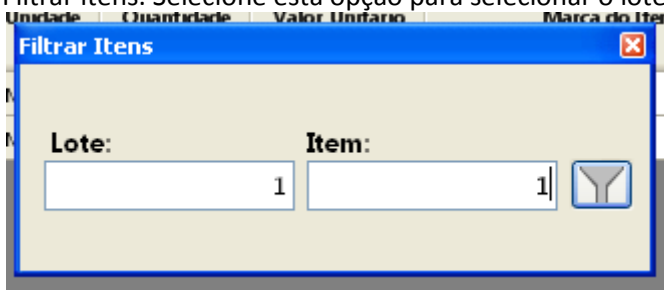 Filtrar Itens. Selecione esta opção para selecionar o lote
Unidade Quantidade Valor Unitário Marca do Ite
Filtrar Itens
Lote: Item:
1 1